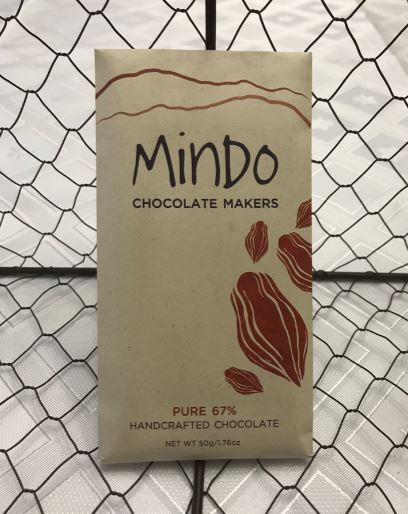 MinDo
CHOCOLATE MAKERS
PURE 67%
HANDCRAFTED CHOCOLATE
NET WT 50g/1.76oz